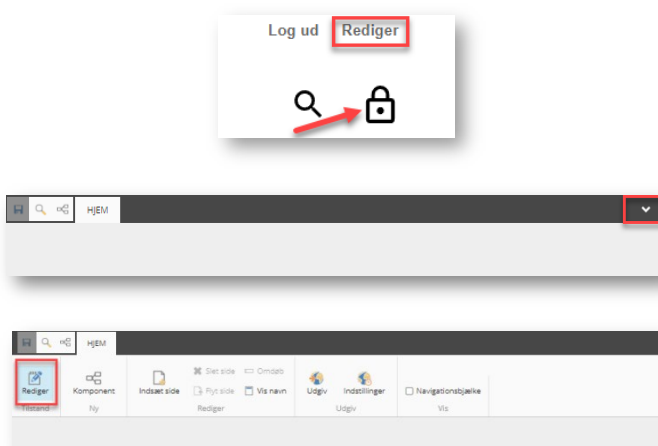 Log ud Rediger
HJEM
HJEM
Slet side Omdøb
Rediger Komponent Indsæt side Flyt side Vis navn Udgiv Indstillinger Navigationsbjælke
Tilstand Ny Rediger Udgiv Vis